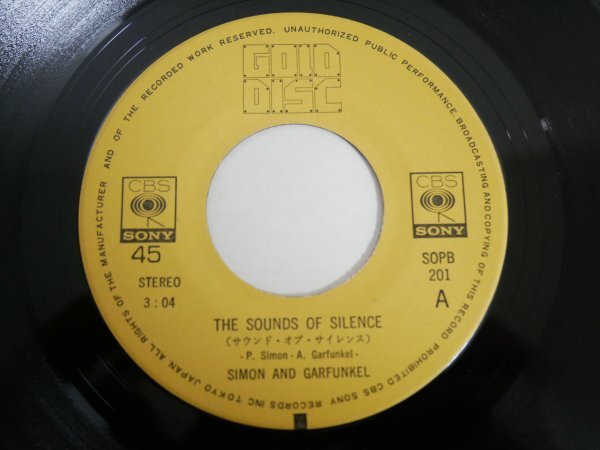 ALL RIGHTS OF THE MANUFACTURER AND OF THE RECORDED WORK RESERVED. UNAUTHORIZED PUBLIC PERFORMANCE, BROADCASTING AND COPYING OF THIS RECORD PROHIBITED CBS SONY RECORDS INC TOKYO JAPAN.
GOLD
DISC
CBS
SONY
CBS
SONY
45
STEREO
3:04
SOPB
201
A
THE SOUNDS OF SILENCE
(サウンド・オブ・サイレンス)
- P. Simon - A. Garfunkel -
SIMON AND GARFUNKEL